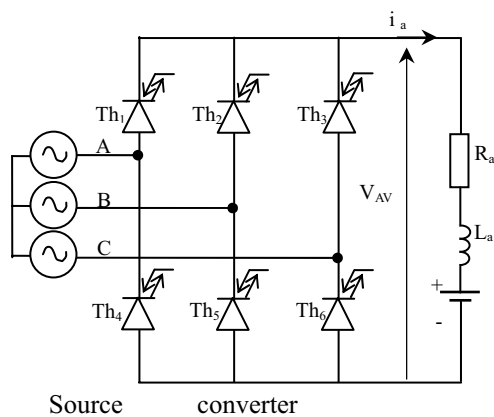 i a
Th1 Th2 Th3
A
Ra
B
VAV
C
La
+
Th4 Th5 Th6
-
Source converter